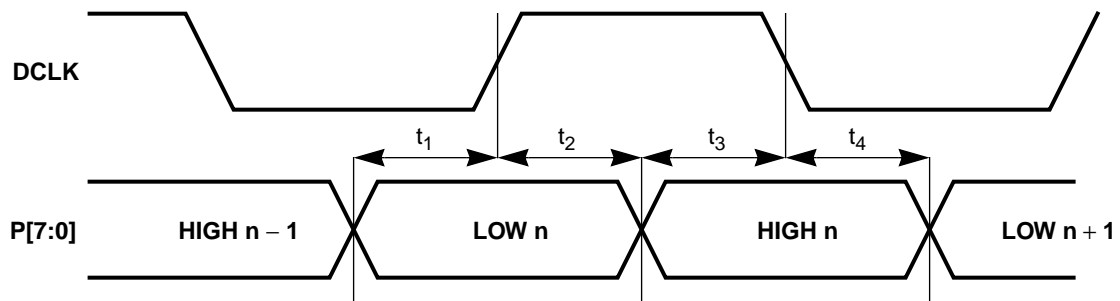 DCLK
t1 t2 t3 t4
P[7:0] HIGH n − 1 LOW n HIGH n LOW n + 1